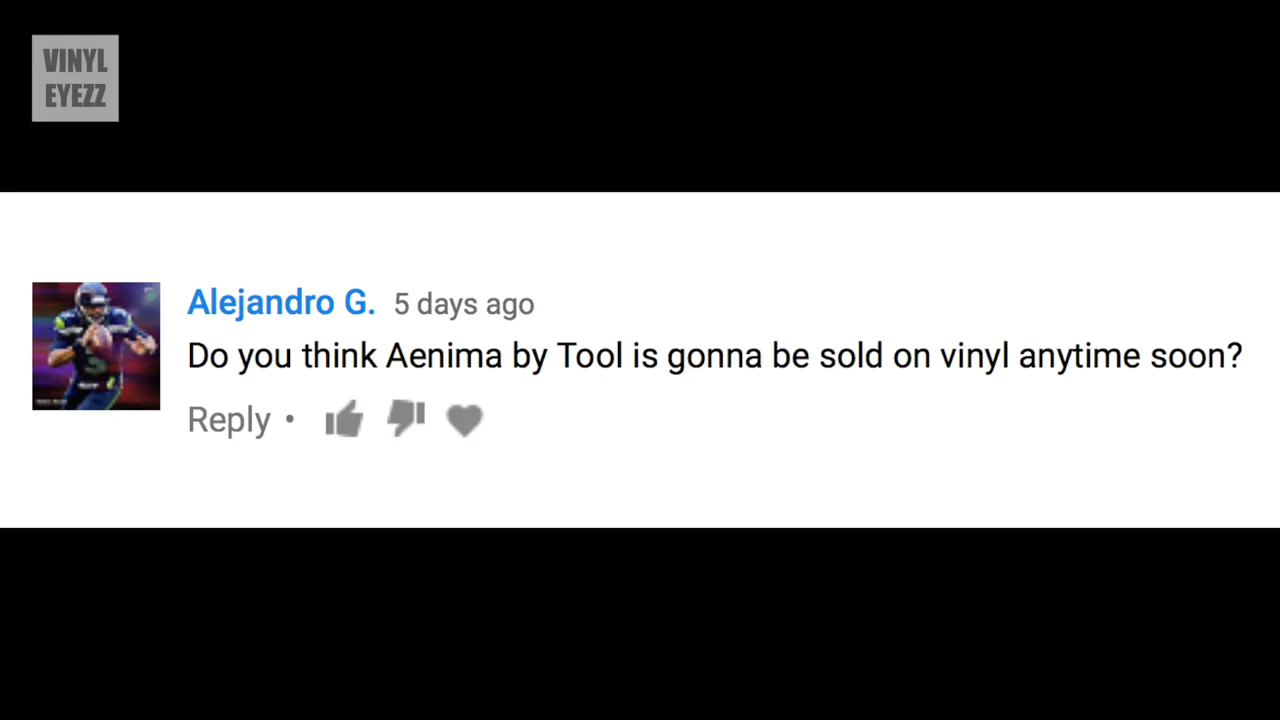 VINYL
EYEZZ
Alejandro G. 5 days ago
Do you think Aenima by Tool is gonna be sold on vinyl anytime soon?
Reply •